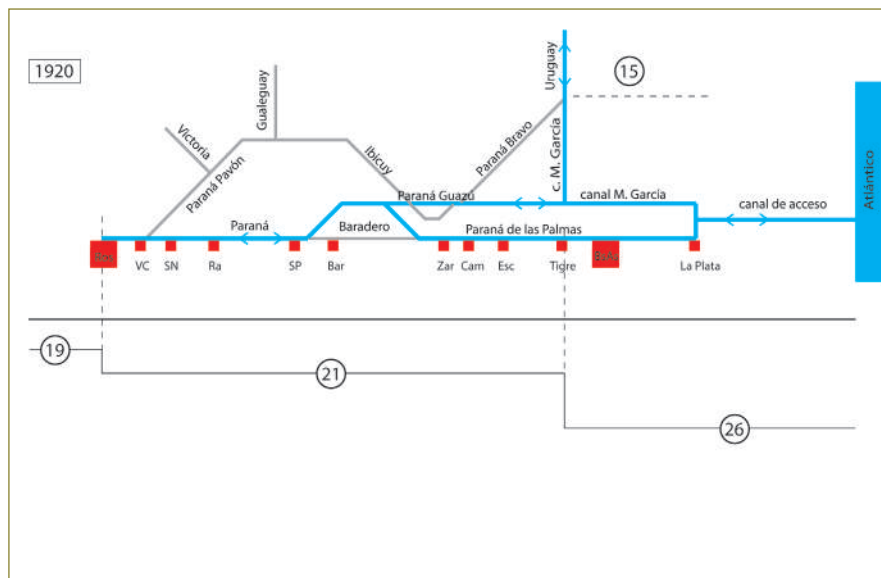 1920
15
Uruguay
Gualeguay
Victoria
Paraná Pavón
Ibicuy
Paraná Bravo
c. M. García
Atlántico
Paraná Guazú
canal M. García
canal de acceso
Paraná
Baradero
Paraná de las Palmas
VC
SN
Ra
SP
Bar
Zar
Cam
Esc
Tigre
La Plata
19
21
26